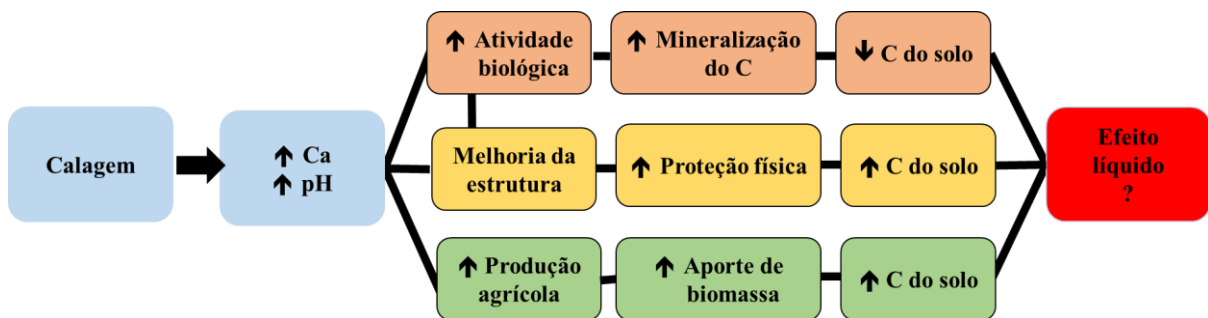 Calagem
↑ Ca
↑ pH
↑ Atividade
biológica
↑ Mineralização
do C
↓ C do solo
Melhoria da
estrutura
↑ Proteção física
↑ C do solo
↑ Produção
agrícola
↑ Aporte de
biomassa
↑ C do solo
Efeito
líquido
?